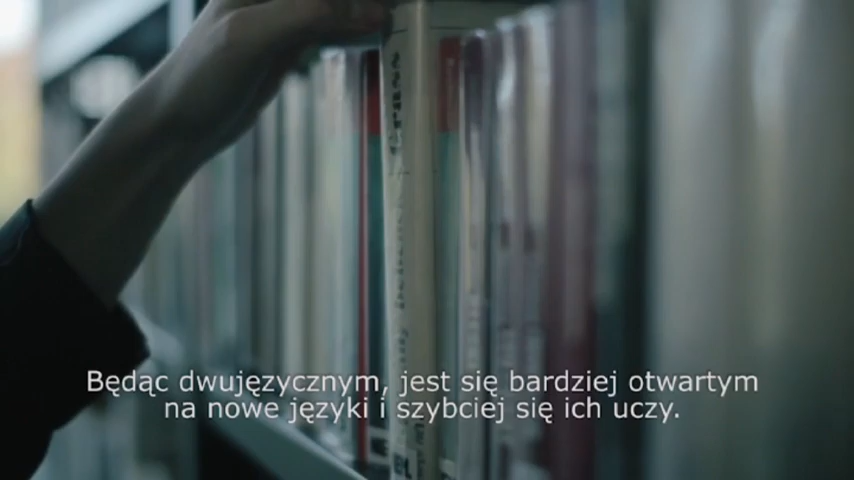 Będąc dwujęzycznym, jest się bardziej otwartym
na nowe języki i szybciej się ich uczy.